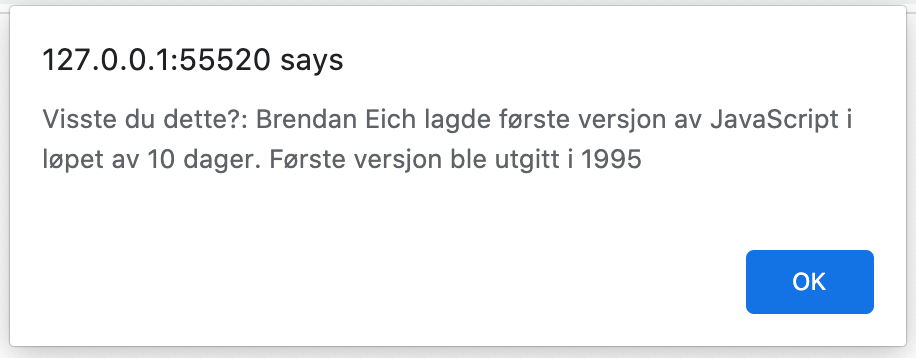 127.0.0.1:55520 says
Visste du dette?: Brendan Eich lagde første versjon av JavaScript i
løpet av 10 dager. Første versjon ble utgitt i 1995
OK